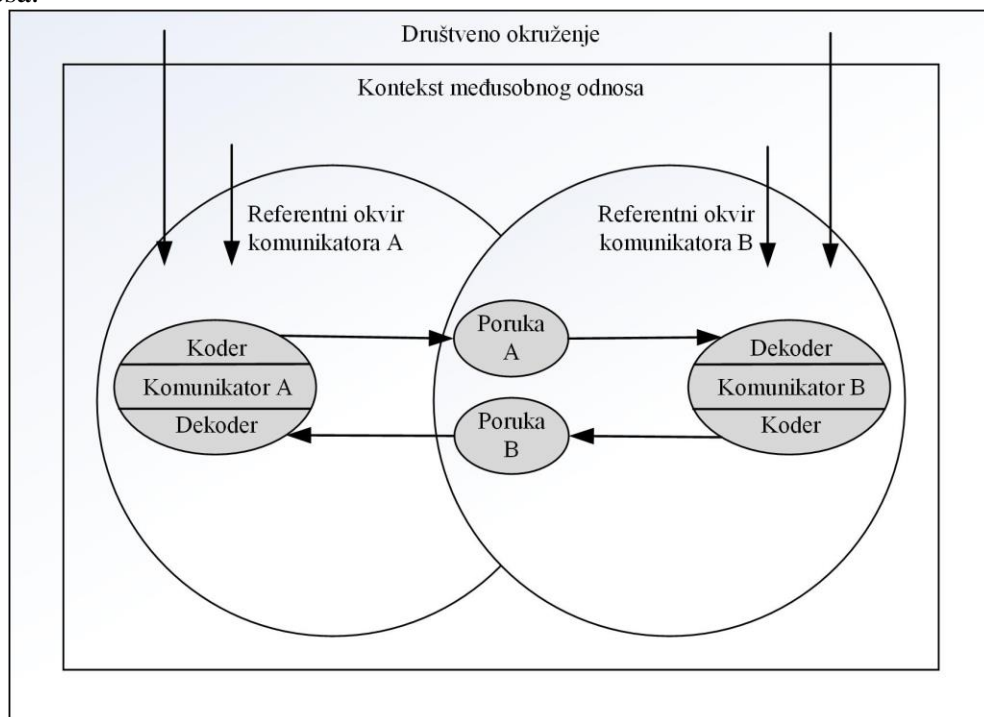 Društveno okruženje
Kontekst međusobnog odnosa
Referentni okvir
komunikatora A
Referentni okvir
komunikatora B
Koder
Komunikator A
Dekoder
Poruka
A
Poruka
B
Dekoder
Komunikator B
Koder